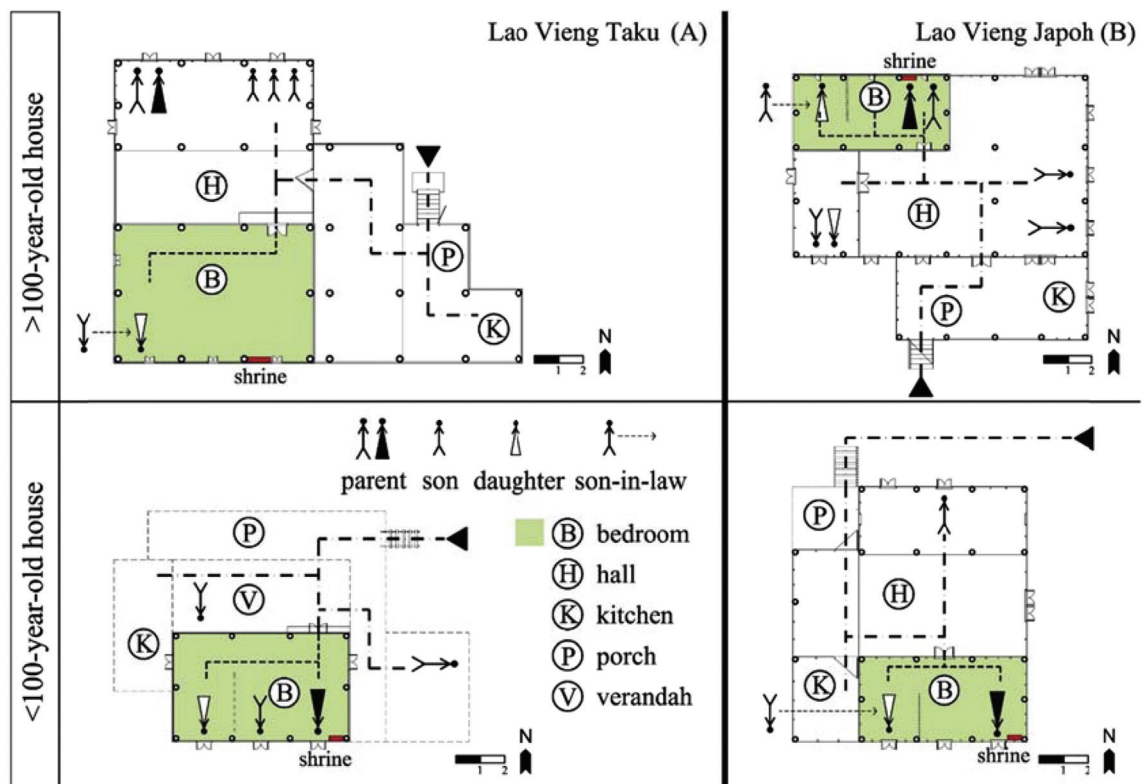 >100-year-old house
Lao Vieng Taku (A)
H
B
P
K
shrine
1 2
N
Lao Vieng Japoh (B)
shrine
B
H
P
K
1 2
N
<100-year-old house
parent son daughter son-in-law
B bedroom
H hall
K kitchen
P porch
V verandah
P
V
K
B
shrine
1 2
N
P
H
K
B
shrine
1 2
N